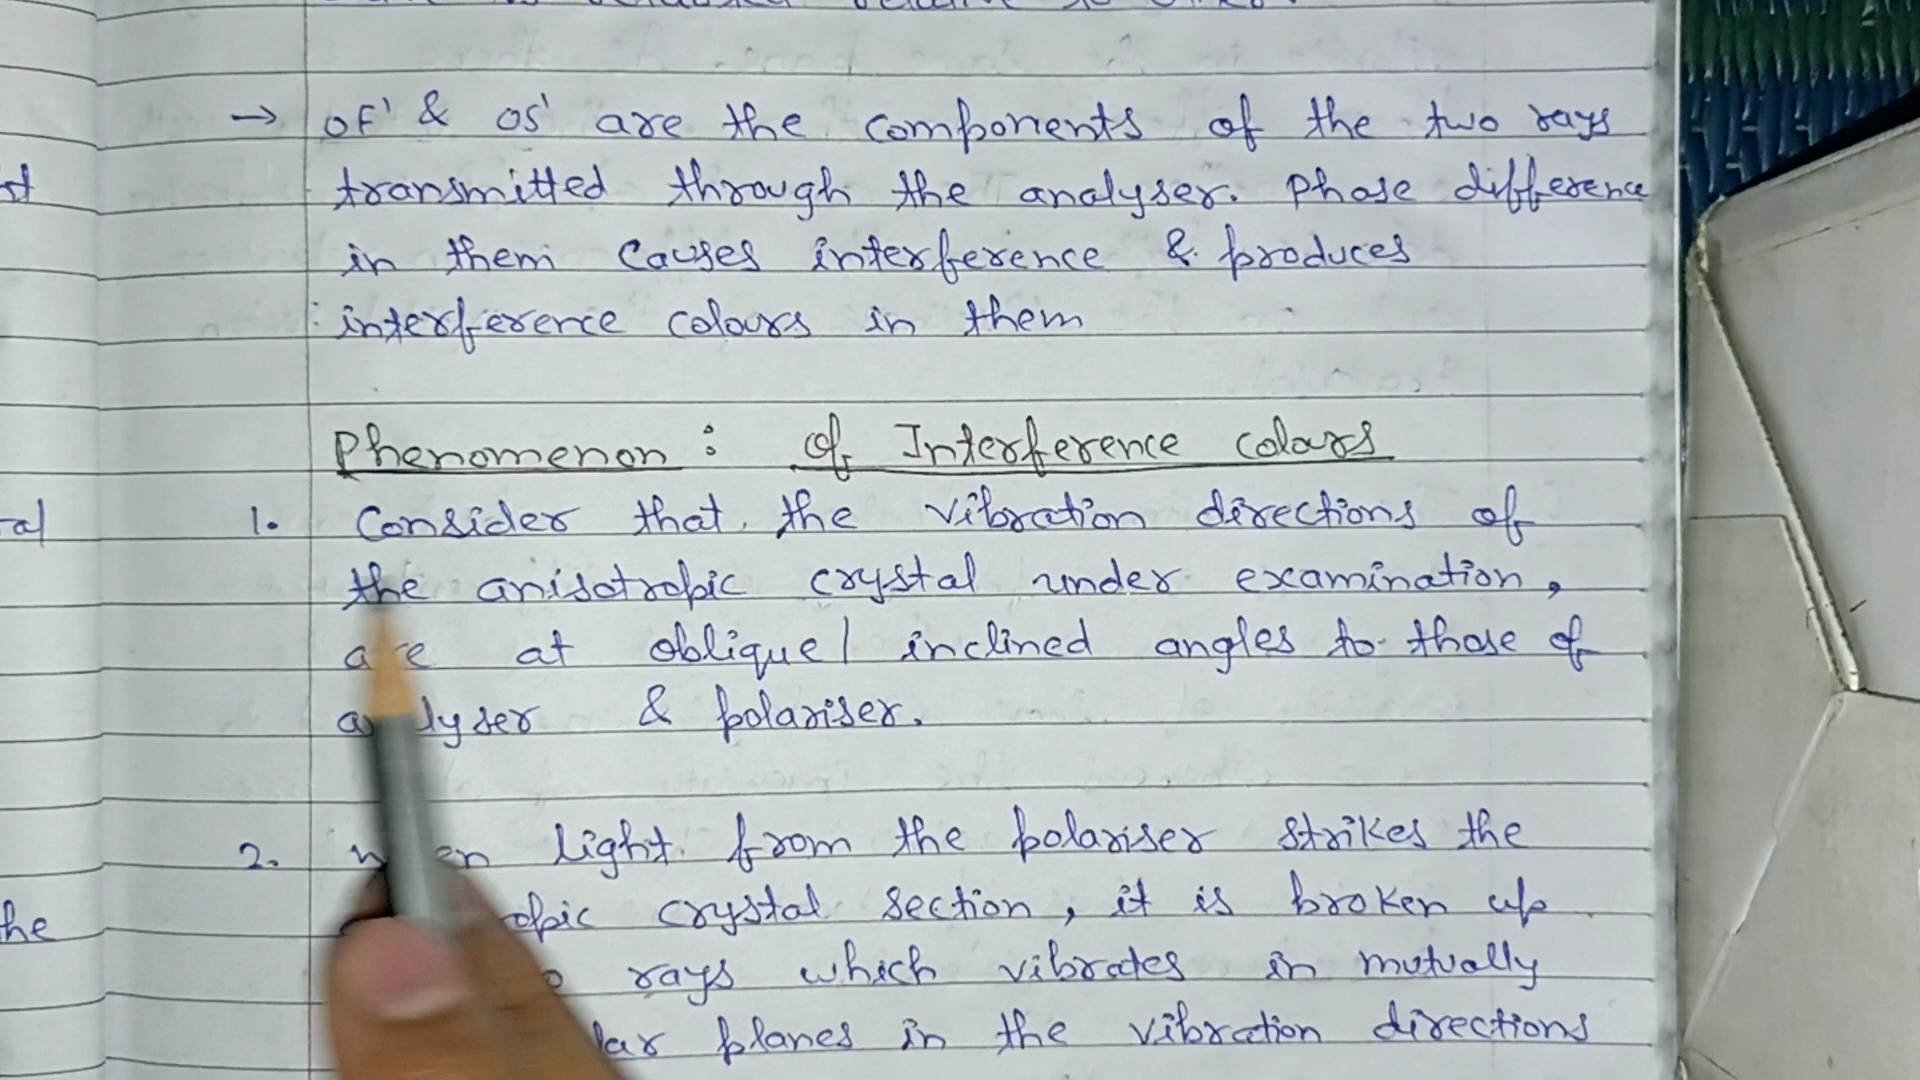 → OF' & OS' are the components of the two rays
transmitted through the analyser. Phase difference
in them causes interference & produces
interference colours in them
Phenomenon : of Interference colours
1. Consider that the vibration directions of
the anisotropic crystal under examination,
are at oblique/ inclined angles to those of
analyser & polariser.
2. When light from the polariser strikes the
crystal section, it is broken up
rays which vibrates in mutually
planes in the vibration directions